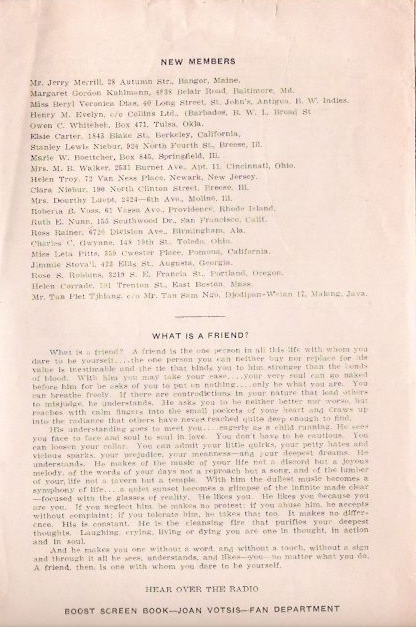 NEW MEMBERS
Mr. Jerry Merrill, 28 Autumn Str., Bangor, Maine.
Margaret Gordon Kuhlmann, 4838 Belair Road, Baltimore, Md.
Miss Beryl Veronica Dias, 40 Long Street, St. John's, Antigua, B. W. Indies.
Henry M. Evelyn, c/o Collins Ltd., (Barbados, B. W. I., Broad St
Owen C. Whitehek, Box 471, Tulsa, Okla.
Elsie Carter, 1843 Blake St., Berkeley, California,
Stanley Lewis Niebur, 924 North Fourth St., Breese, Ill.
Marie W. Boettcher, Box 845, Springfield, Ill.
Mrs. M. B. Walker, 2531 Burnet Ave., Apt. 11, Cincinnati, Ohio.
Helen Troy, 72 Van Ness Place, Newark, New Jersey.
Clara Niebur, 190 North Clinton Street, Breese, Ill.
Mrs. Dourthy Luept, 2424—6th Ave., Moline, Ill.
Roberta B. Voss, 61 Vassa Ave., Providence, Rhode Island.
Ruth E. Nunn, 155 Southwood Dr., San Francisco, Calif.
Ross Rainer, 6726 Division Ave., Birmingham, Ala.
Charles C. Gwynne, 148 19th St., Toledo, Ohio.
Miss Leta Pitts, 359 Cwester Place, Pomona, California.
Jimmie Stovall, 423 Ellis St., Augusta, Georgia.
Rose S. Robins, 3219 S. E. Francis St., Portland, Oregon.
Helen Corrade, 191 Trenton St., East Boston, Mass.
Mr. Tan Piet Tjhiang, c/o Mr. Tan Sam Ngo, Djodipan-Wetan 17, Malang, Java.
WHAT IS A FRIEND?
What is a friend? A friend is the one person in all this life with whom you
dare to be yourself....the one person you can neither buy nor replace for his
value is inestimable and the tie that binds you to him stronger than the bonds
of blood. With him you may take your ease....your very soul can go naked
before him for he asks of you to put on nothing....only be what you are. You
can breathe freely. If there are contradictions in your nature that lead others
to misjudge, he understands. He asks you to be neither better nor worse, but
reaches with calm fingers into the small pockets of your heart and draws up
into the radiance that others have never reached quite deep enough to find.
His understanding goes to meet you....eagerly as a child running. He sees
you face to face and soul to soul in love. You don't have to be cautious. You
can loosen your collar. You can admit your little quirks, your petty hates and
vicious sparks, your prejudice, your meanness—and your deepest dreams. He
understands. He makes of the music of your life not a discord but a joyous
melody, of the words of your days not a reproach but a song, and of the lumber
of your life not a tavern but a temple. With him the dullest music becomes a
symphony of life....a quiet sunset becomes a glimpse of the infinite made clear
—focused with the glasses of reality. He likes you. He likes you because you
are you. If you neglect him he makes no protest; if you abuse him, he accepts
without complaint; if you tolerate him, he takes that too. It makes no differ-
ence. His is constant. He is the cleansing fire that purifies your deepest
thoughts. Laughing, crying, living or dying you are one in thought, in action
and in soul.
And he makes you one without a word, and without a touch, without a sign
and through it all he sees, understands, and likes—you—no matter what you do.
A friend, then, is one with whom you dare to be yourself.
HEAR OVER THE RADIO
BOOST SCREEN BOOK—JOAN VOTSIS—FAN DEPARTMENT